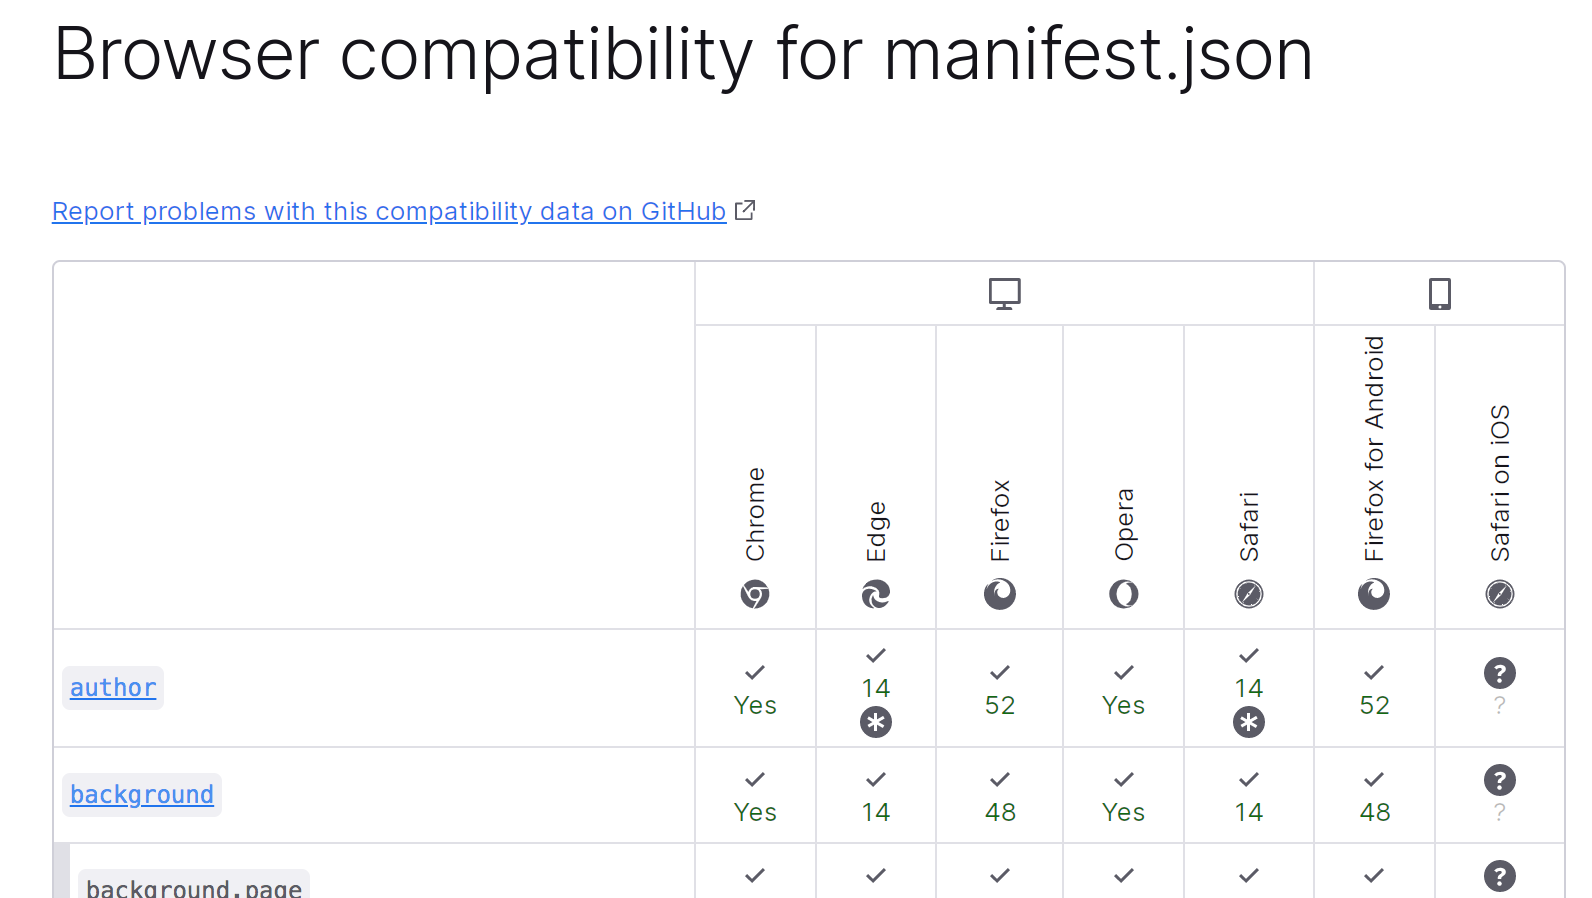 Browser compatibility for manifest.json
Report problems with this compatibility data on GitHub
Chrome
Edge
Firefox
Opera
Safari
Firefox for Android
Safari on iOS
author
Yes
14
52
Yes
14
52
?
background
Yes
14
48
Yes
14
48
?
background.page